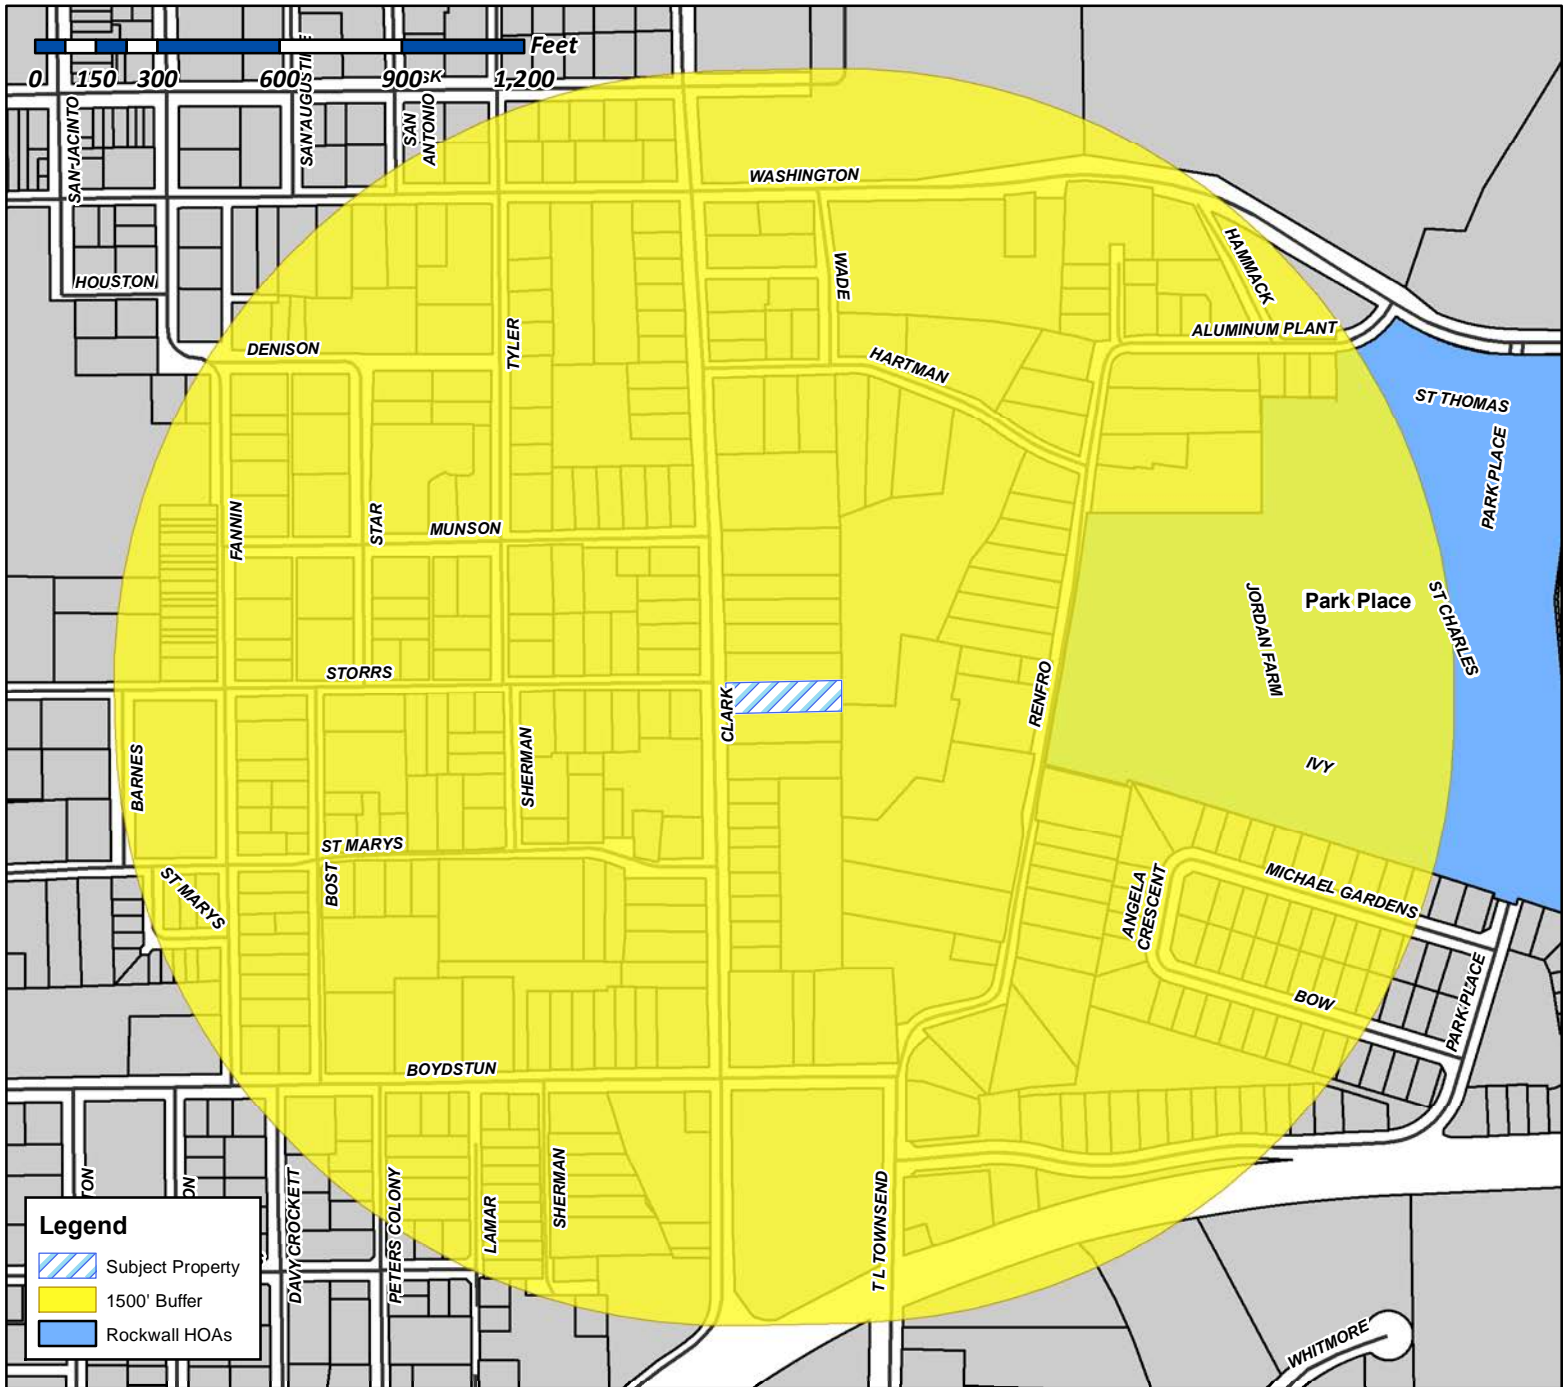 Feet
0 150 300 600 900 1,200
SAN JACINTO
SAN AUGUSTINE
SAN
ANTONIO
WASHINGTON
HAMMACK
WADE
HOUSTON
ALUMINUM PLANT
TYLER
DENISON
HARTMAN
ST THOMAS
PARK PLACE
FANNIN
STAR
MUNSON
JORDAN FARM
Park Place
ST CHARLES
STORRS
RENFRO
CLARK
BARNES
SHERMAN
IVY
ST MARYS
BOST
ST MARYS
ANGELA
CRESCENT
MICHAEL GARDENS
BOW
PARK PLACE
BOYDSTUN
DAVY CROCKETT
PETERS COLONY
LAMAR
SHERMAN
T L TOWNSEND
WHITMORE
Legend
Subject Property
1500' Buffer
Rockwall HOAs